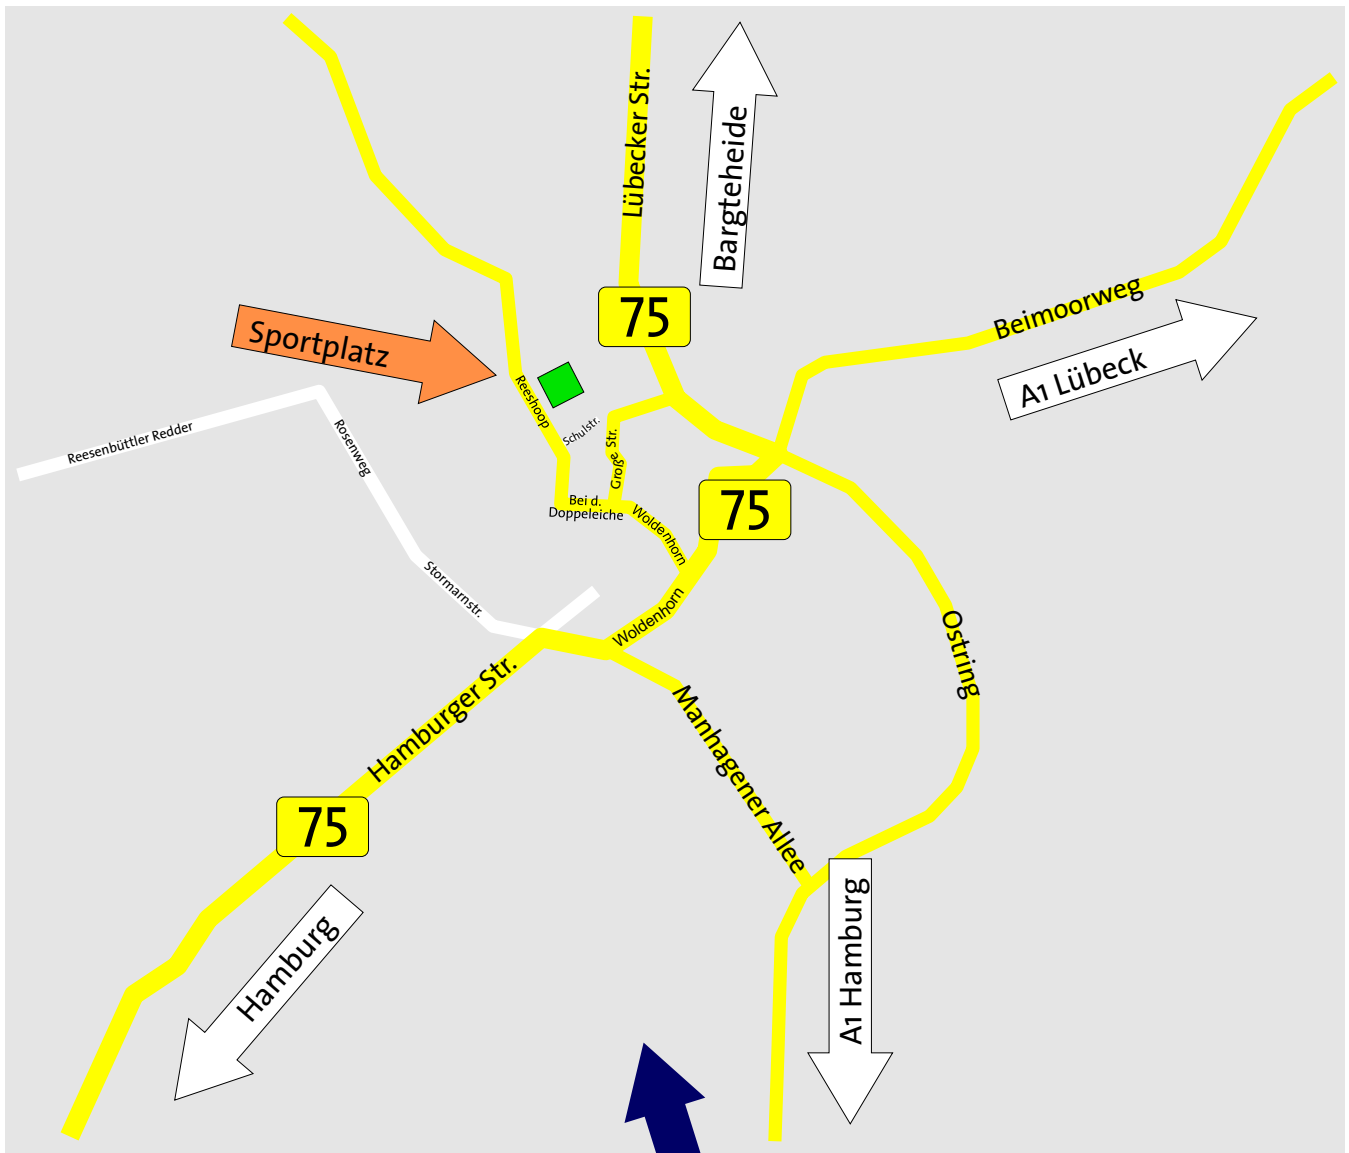 Lübecker Str.
Bargteheide
75
Beimoorweg
A1 Lübeck
Sportplatz
Reeshoop
Schulstr.
Reesenbüttler Redder
Rosenweg
Große Str.
Bei d.
Doppeleiche
Woldenhorn
75
Stormarnstr.
Woldenhorn
Ostring
Hamburger Str.
Manhagener Allee
75
Hamburg
A1 Hamburg